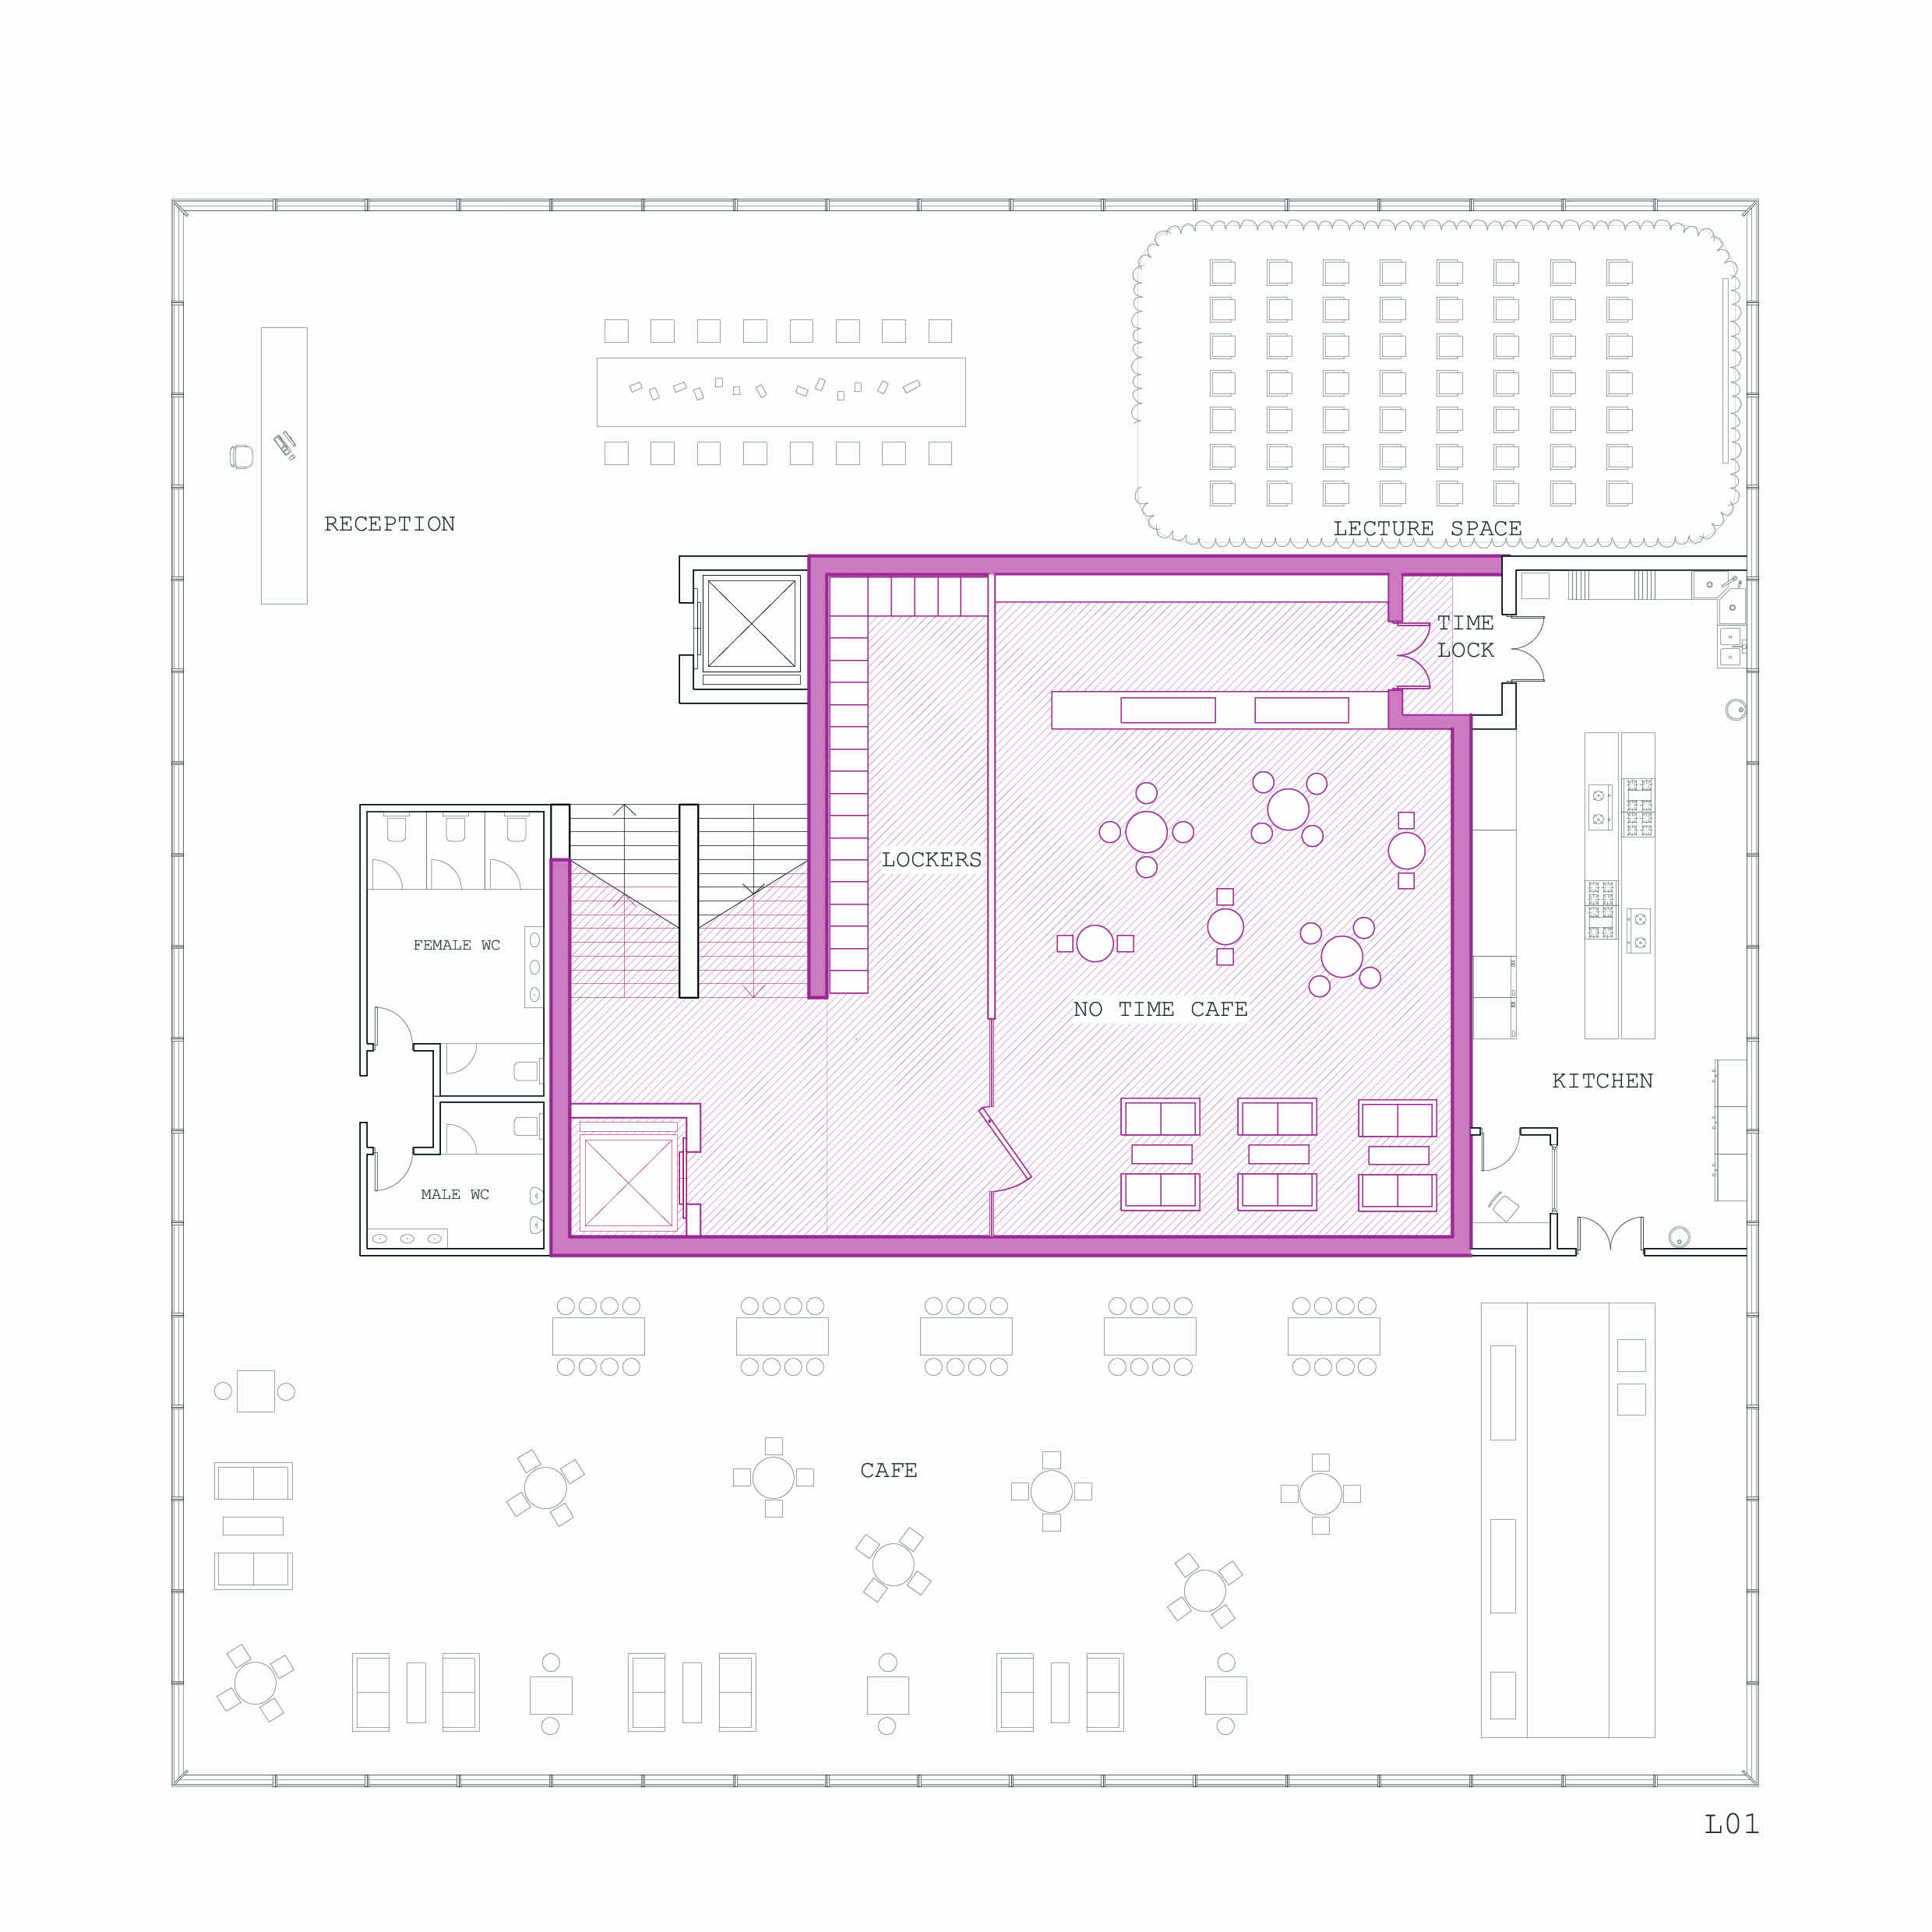 RECEPTION
LECTURE SPACE
TIME
LOCK
LOCKERS
FEMALE WC
NO TIME CAFE
KITCHEN
MALE WC
CAFE
L01